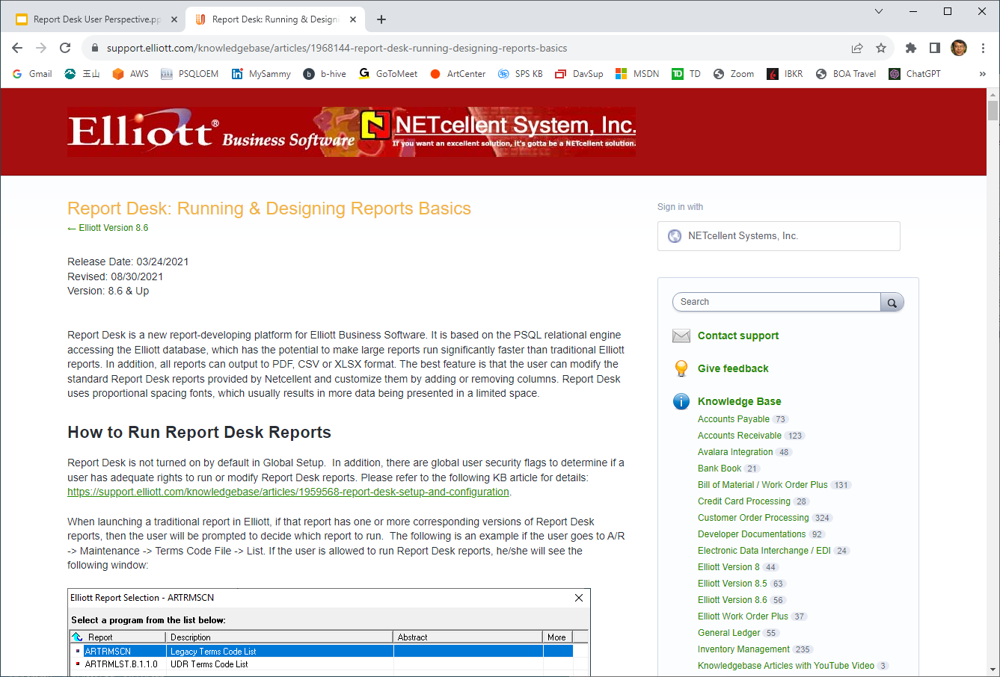 Report Desk User Perspective.pp
Report Desk: Running & Design
support.elliott.com/knowledgebase/articles/1968144-report-desk-running-designing-reports-basics
Gmail
玉山
AWS
PSQLOEM
MySammy
b-hive
GoToMeet
ArtCenter
SPS KB
DavSup
MSDN
TD
Zoom
IBKR
BOA Travel
ChatGPT
»
Elliott® Business Software
NETcellent System, Inc.
If you want an excellent solution, it's gotta be a NETcellent solution.
Report Desk: Running & Designing Reports Basics
← Elliott Version 8.6
Release Date: 03/24/2021
Revised: 08/30/2021
Version: 8.6 & Up
Report Desk is a new report-developing platform for Elliott Business Software. It is based on the PSQL relational engine
accessing the Elliott database, which has the potential to make large reports run significantly faster than traditional Elliott
reports. In addition, all reports can output to PDF, CSV or XLSX format. The best feature is that the user can modify the
standard Report Desk reports provided by Netcellent and customize them by adding or removing columns. Report Desk
uses proportional spacing fonts, which usually results in more data being presented in a limited space.
How to Run Report Desk Reports
Report Desk is not turned on by default in Global Setup.  In addition, there are global user security flags to determine if a
user has adequate rights to run or modify Report Desk reports. Please refer to the following KB article for details:
https://support.elliott.com/knowledgebase/articles/1959568-report-desk-setup-and-configuration.
When launching a traditional report in Elliott, if that report has one or more corresponding versions of Report Desk
reports, then the user will be prompted to decide which report to run.  The following is an example if the user goes to A/R
-> Maintenance -> Terms Code File -> List. If the user is allowed to run Report Desk reports, he/she will see the
following window:
Elliott Report Selection - ARTRMSCN
Select a program from the list below:
Report Description Abstract More
ARTRMSCN Legacy Terms Code List
ARTRMLST.B.1.1.0 UDR Terms Code List
Sign in with
NETcellent Systems, Inc.
Search
Contact support
Give feedback
Knowledge Base
Accounts Payable 73
Accounts Receivable 123
Avalara Integration 48
Bank Book 21
Bill of Material / Work Order Plus 131
Credit Card Processing 28
Customer Order Processing 324
Developer Documentations 92
Electronic Data Interchange / EDI 24
Elliott Version 8 44
Elliott Version 8.5 63
Elliott Version 8.6 56
Elliott Work Order Plus 37
General Ledger 55
Inventory Management 235
Knowledgebase Articles with YouTube Video 3